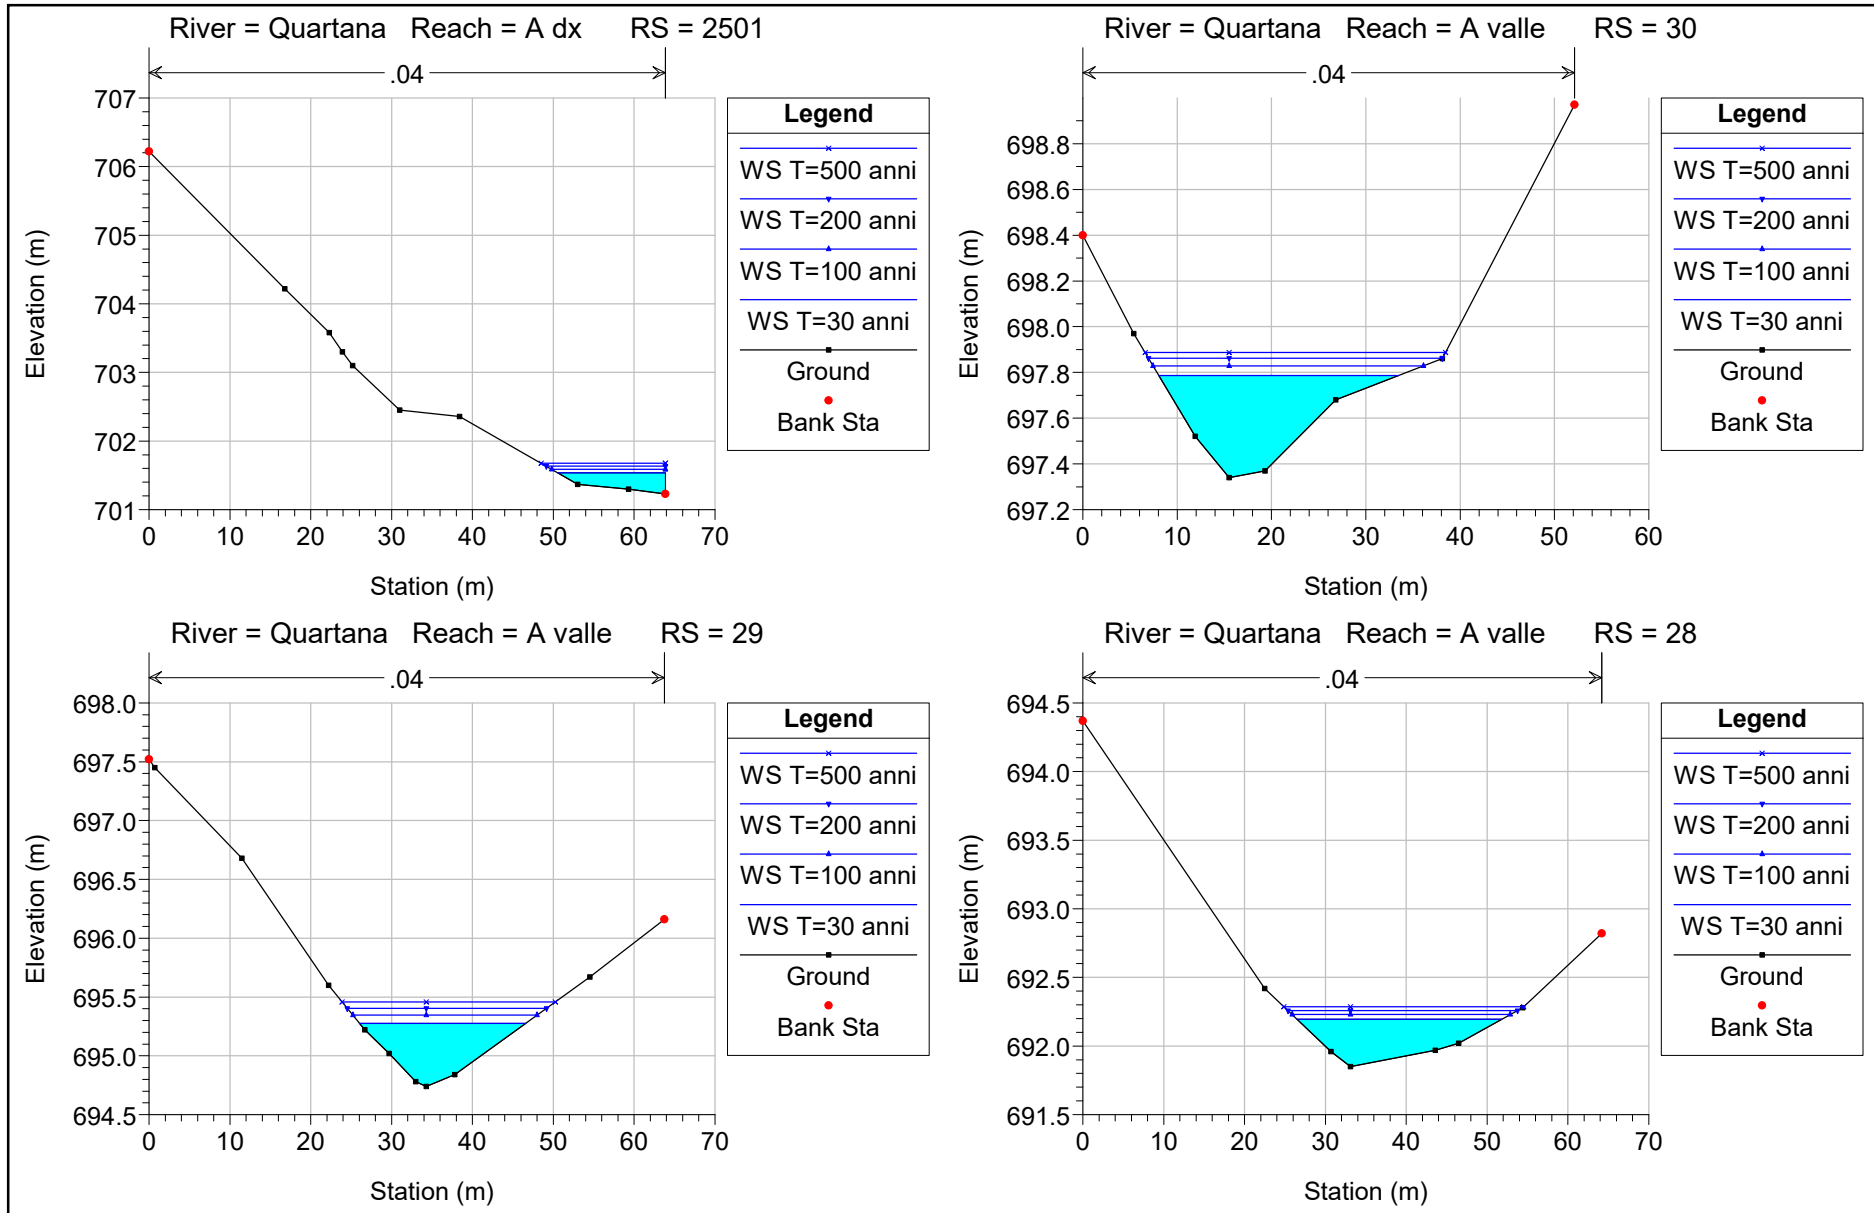 River = Quartana Reach = A dx RS = 2501
.04
707
706
705
704
703
702
701
0 10 20 30 40 50 60 70
Station (m)
Elevation (m)
Legend
WS T=500 anni
WS T=200 anni
WS T=100 anni
WS T=30 anni
Ground
Bank Sta
River = Quartana Reach = A valle RS = 30
.04
698.8
698.6
698.4
698.2
698.0
697.8
697.6
697.4
697.2
0 10 20 30 40 50 60
Station (m)
Elevation (m)
Legend
WS T=500 anni
WS T=200 anni
WS T=100 anni
WS T=30 anni
Ground
Bank Sta
River = Quartana Reach = A valle RS = 29
.04
698.0
697.5
697.0
696.5
696.0
695.5
695.0
694.5
0 10 20 30 40 50 60 70
Station (m)
Elevation (m)
Legend
WS T=500 anni
WS T=200 anni
WS T=100 anni
WS T=30 anni
Ground
Bank Sta
River = Quartana Reach = A valle RS = 28
.04
694.5
694.0
693.5
693.0
692.5
692.0
691.5
0 10 20 30 40 50 60 70
Station (m)
Elevation (m)
Legend
WS T=500 anni
WS T=200 anni
WS T=100 anni
WS T=30 anni
Ground
Bank Sta